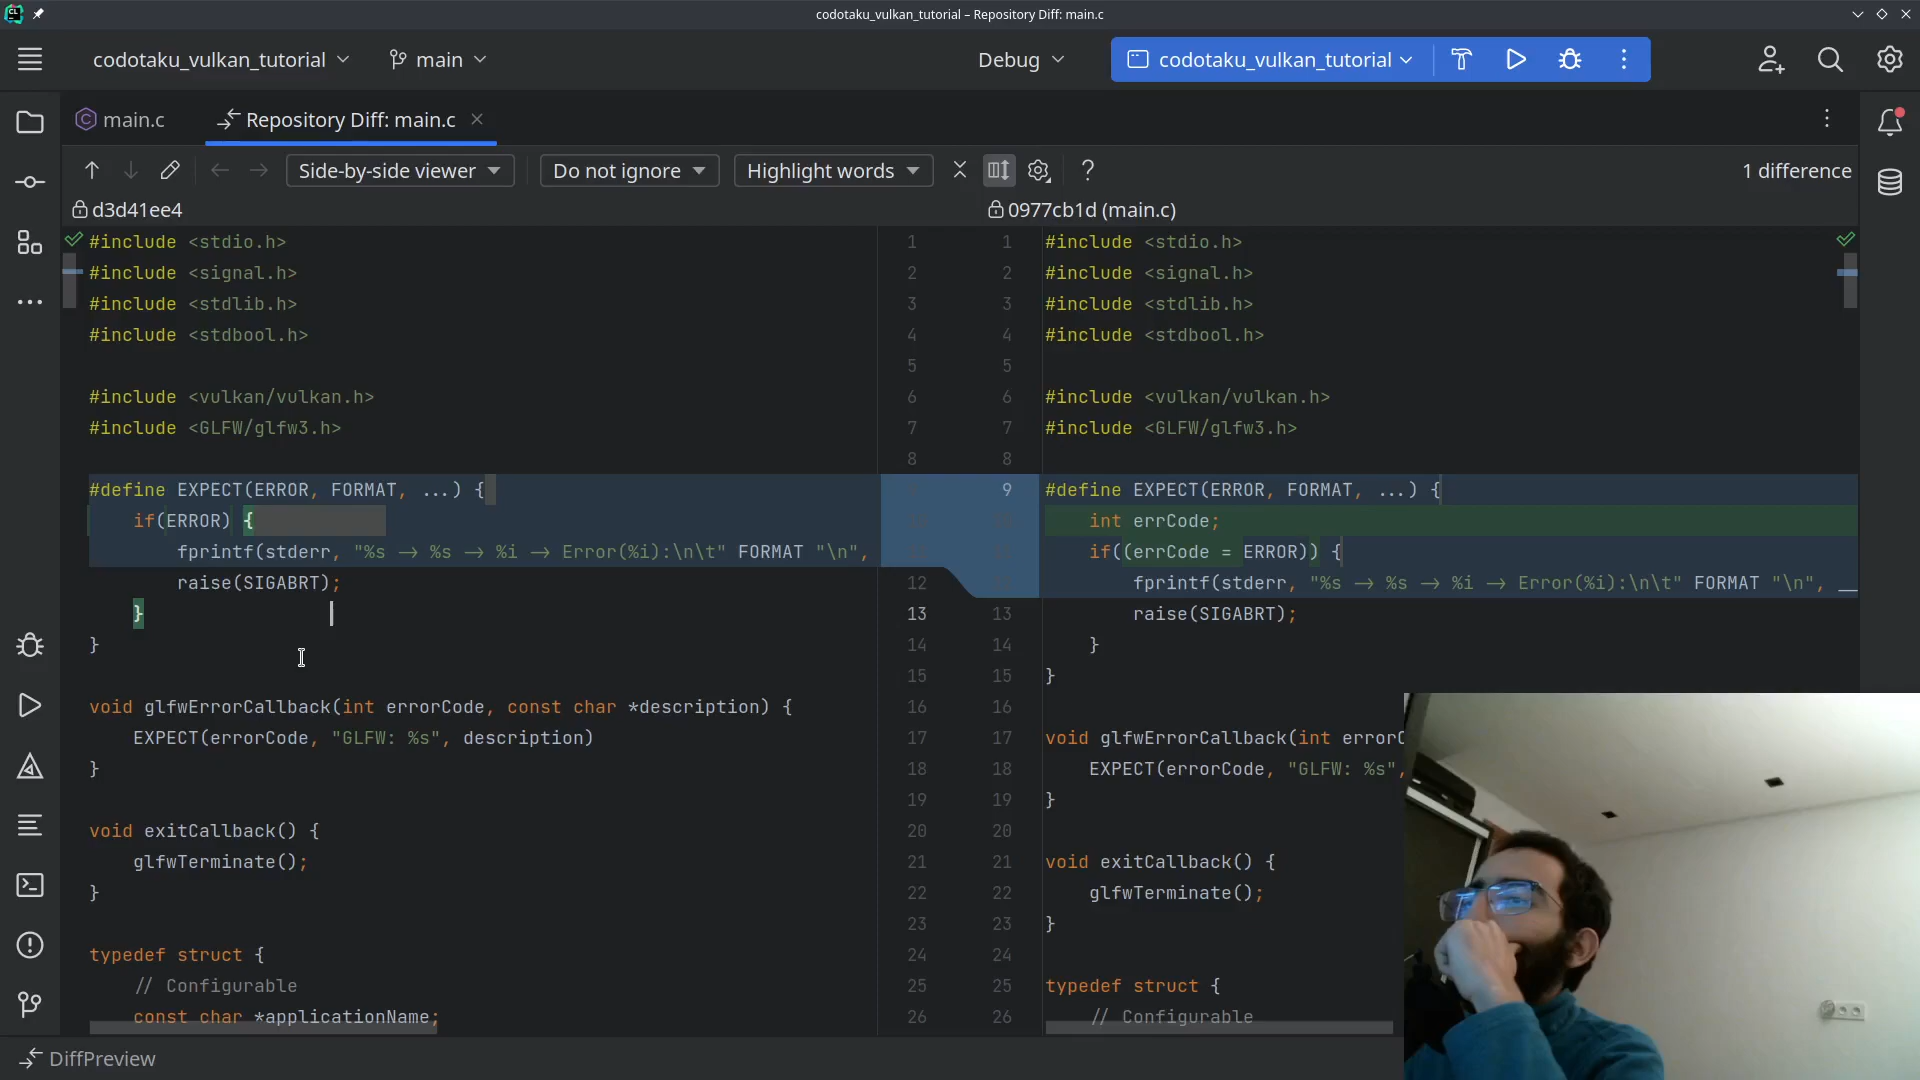 codotaku_vulkan_tutorial – Repository Diff: main.c
codotaku_vulkan_tutorial
main
Debug
codotaku_vulkan_tutorial
main.c
Repository Diff: main.c
Side-by-side viewer
Do not ignore
Highlight words
?
1 difference
d3d41ee4
#include <stdio.h>
#include <signal.h>
#include <stdlib.h>
#include <stdbool.h>
#include <vulkan/vulkan.h>
#include <GLFW/glfw3.h>
#define EXPECT(ERROR, FORMAT, ...) {
if(ERROR) {
fprintf(stderr, "%s → %s → %i → Error(%i):\n\t" FORMAT "\n",
raise(SIGABRT);
}
}
void glfwErrorCallback(int errorCode, const char *description) {
EXPECT(errorCode, "GLFW: %s", description)
}
void exitCallback() {
glfwTerminate();
}
typedef struct {
// Configurable
const char *applicationName;
1
2
3
4
5
6
7
8
12
13
14
15
16
17
18
19
20
21
22
23
24
25
26
0977cb1d (main.c)
1
2
3
4
5
6
7
8
9
13
14
15
16
17
18
19
20
21
22
23
24
25
26
#include <stdio.h>
#include <signal.h>
#include <stdlib.h>
#include <stdbool.h>
#include <vulkan/vulkan.h>
#include <GLFW/glfw3.h>
#define EXPECT(ERROR, FORMAT, ...) {
int errCode;
if((errCode = ERROR)) {
fprintf(stderr, "%s → %s → %i → Error(%i):\n\t" FORMAT "\n", __
raise(SIGABRT);
}
}
void glfwErrorCallback(int errorC
EXPECT(errorCode, "GLFW: %s",
}
void exitCallback() {
glfwTerminate();
}
typedef struct {
// Configurable
DiffPreview